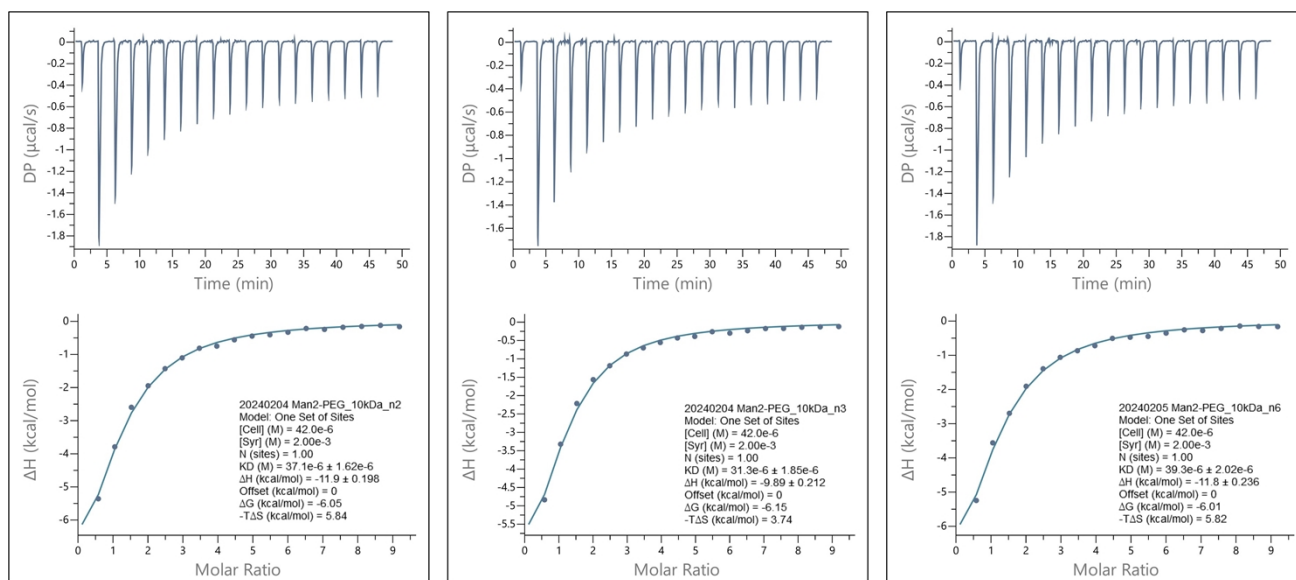 0
-0.2
-0.4
-0.6
-0.8
-1
-1.2
-1.4
-1.6
-1.8
DP (µcal/s)
0 5 10 15 20 25 30 35 40 45 50
Time (min)
0
-1
-2
-3
-4
-5
-6
ΔH (kcal/mol)
20240204 Man2-PEG_10kDa_n2
Model: One Set of Sites
[Cell] (M) = 42.0e-6
[Syr] (M) = 2.00e-3
N (sites) = 1.00
KD (M) = 37.1e-6 ± 1.62e-6
ΔH (kcal/mol) = -11.9 ± 0.198
Offset (kcal/mol) = 0
ΔG (kcal/mol) = -6.05
-TΔS (kcal/mol) = 5.84
0 1 2 3 4 5 6 7 8 9
Molar Ratio
0
-0.2
-0.4
-0.6
-0.8
-1
-1.2
-1.4
-1.6
DP (µcal/s)
0 5 10 15 20 25 30 35 40 45 50
Time (min)
0
-0.5
-1
-1.5
-2
-2.5
-3
-3.5
-4
-4.5
-5
-5.5
ΔH (kcal/mol)
20240204 Man2-PEG_10kDa_n3
Model: One Set of Sites
[Cell] (M) = 42.0e-6
[Syr] (M) = 2.00e-3
N (sites) = 1.00
KD (M) = 31.3e-6 ± 1.85e-6
ΔH (kcal/mol) = -9.89 ± 0.212
Offset (kcal/mol) = 0
ΔG (kcal/mol) = -6.15
-TΔS (kcal/mol) = 3.74
0 1 2 3 4 5 6 7 8 9
Molar Ratio
0
-0.2
-0.4
-0.6
-0.8
-1
-1.2
-1.4
-1.6
-1.8
DP (µcal/s)
0 5 10 15 20 25 30 35 40 45 50
Time (min)
0
-1
-2
-3
-4
-5
-6
ΔH (kcal/mol)
20240205 Man2-PEG_10kDa_n6
Model: One Set of Sites
[Cell] (M) = 42.0e-6
[Syr] (M) = 2.00e-3
N (sites) = 1.00
KD (M) = 39.3e-6 ± 2.02e-6
ΔH (kcal/mol) = -11.8 ± 0.236
Offset (kcal/mol) = 0
ΔG (kcal/mol) = -6.01
-TΔS (kcal/mol) = 5.82
0 1 2 3 4 5 6 7 8 9
Molar Ratio